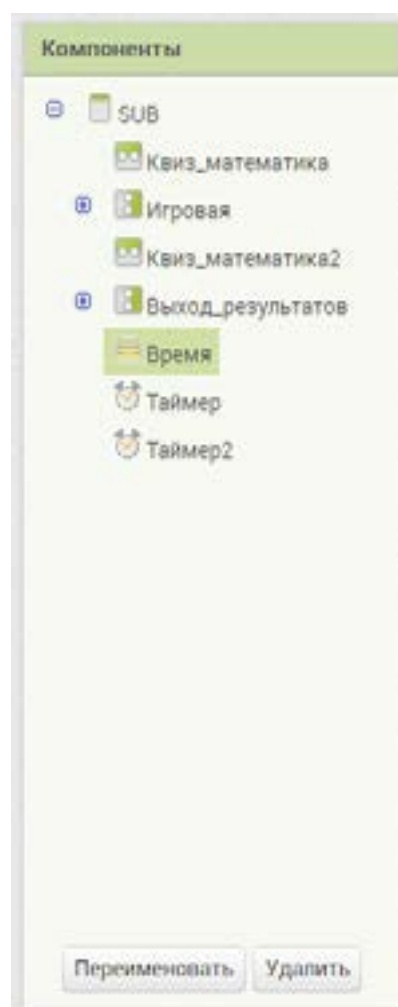 Компоненты
SUB
Квиз_математика
Игровая
Квиз_математика2
Выход_результатов
Время
Таймер
Таймер2
Переименовать Удалить